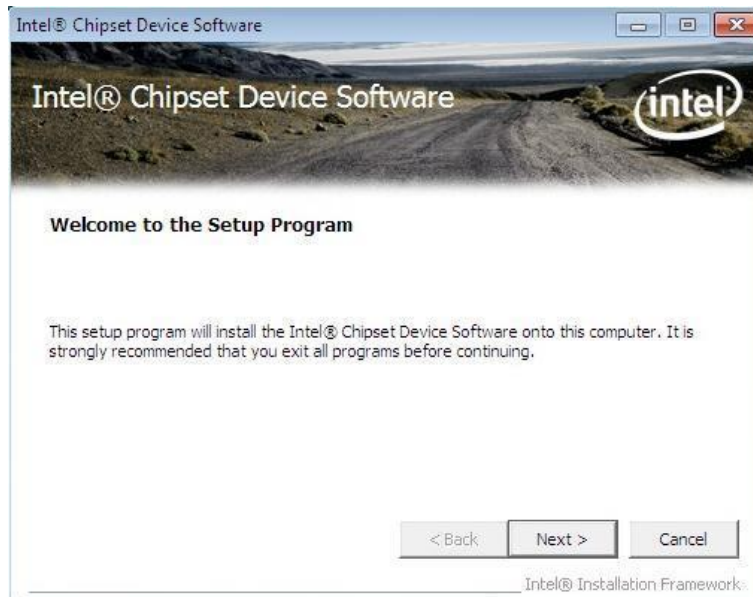 Intel® Chipset Device Software
Intel® Chipset Device Software
intel
Welcome to the Setup Program
This setup program will install the Intel® Chipset Device Software onto this computer. It is
strongly recommended that you exit all programs before continuing.
< Back Next > Cancel
Intel® Installation Framework